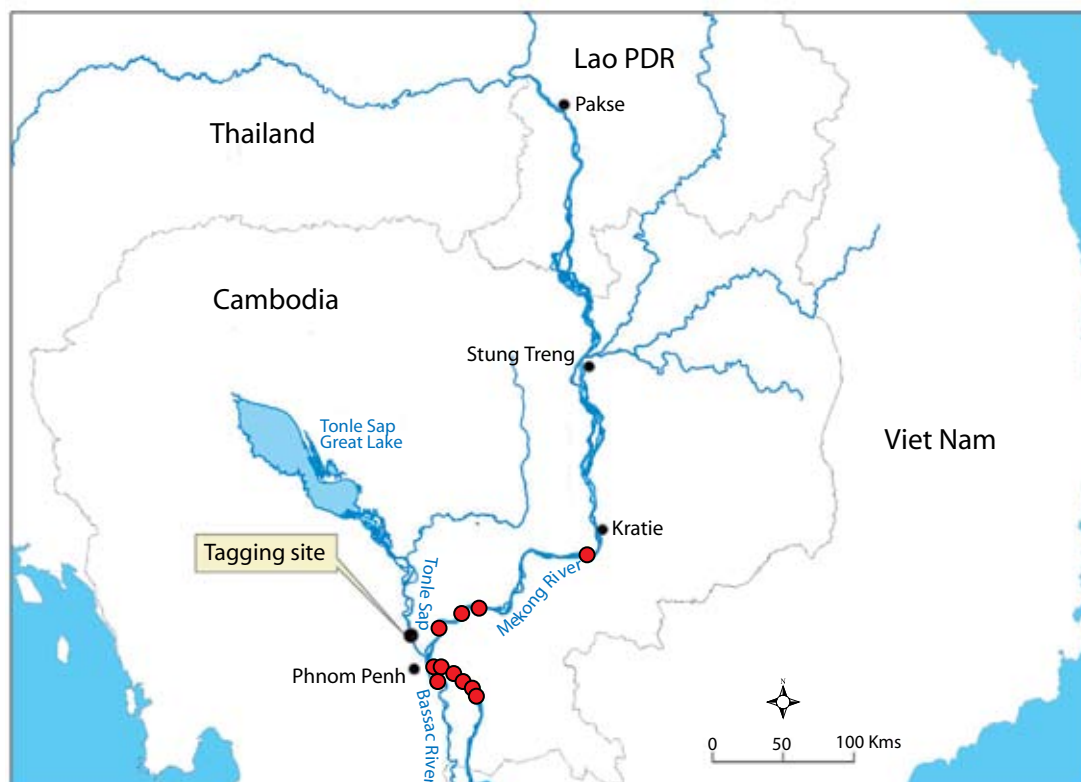 Lao PDR
Pakse
Thailand
Cambodia
Stung Treng
Tonle Sap
Great Lake
Viet Nam
Kratie
Tagging site
Tonle Sap
Mekong River
Phnom Penh
Bassac River
N
0 50 100 Kms